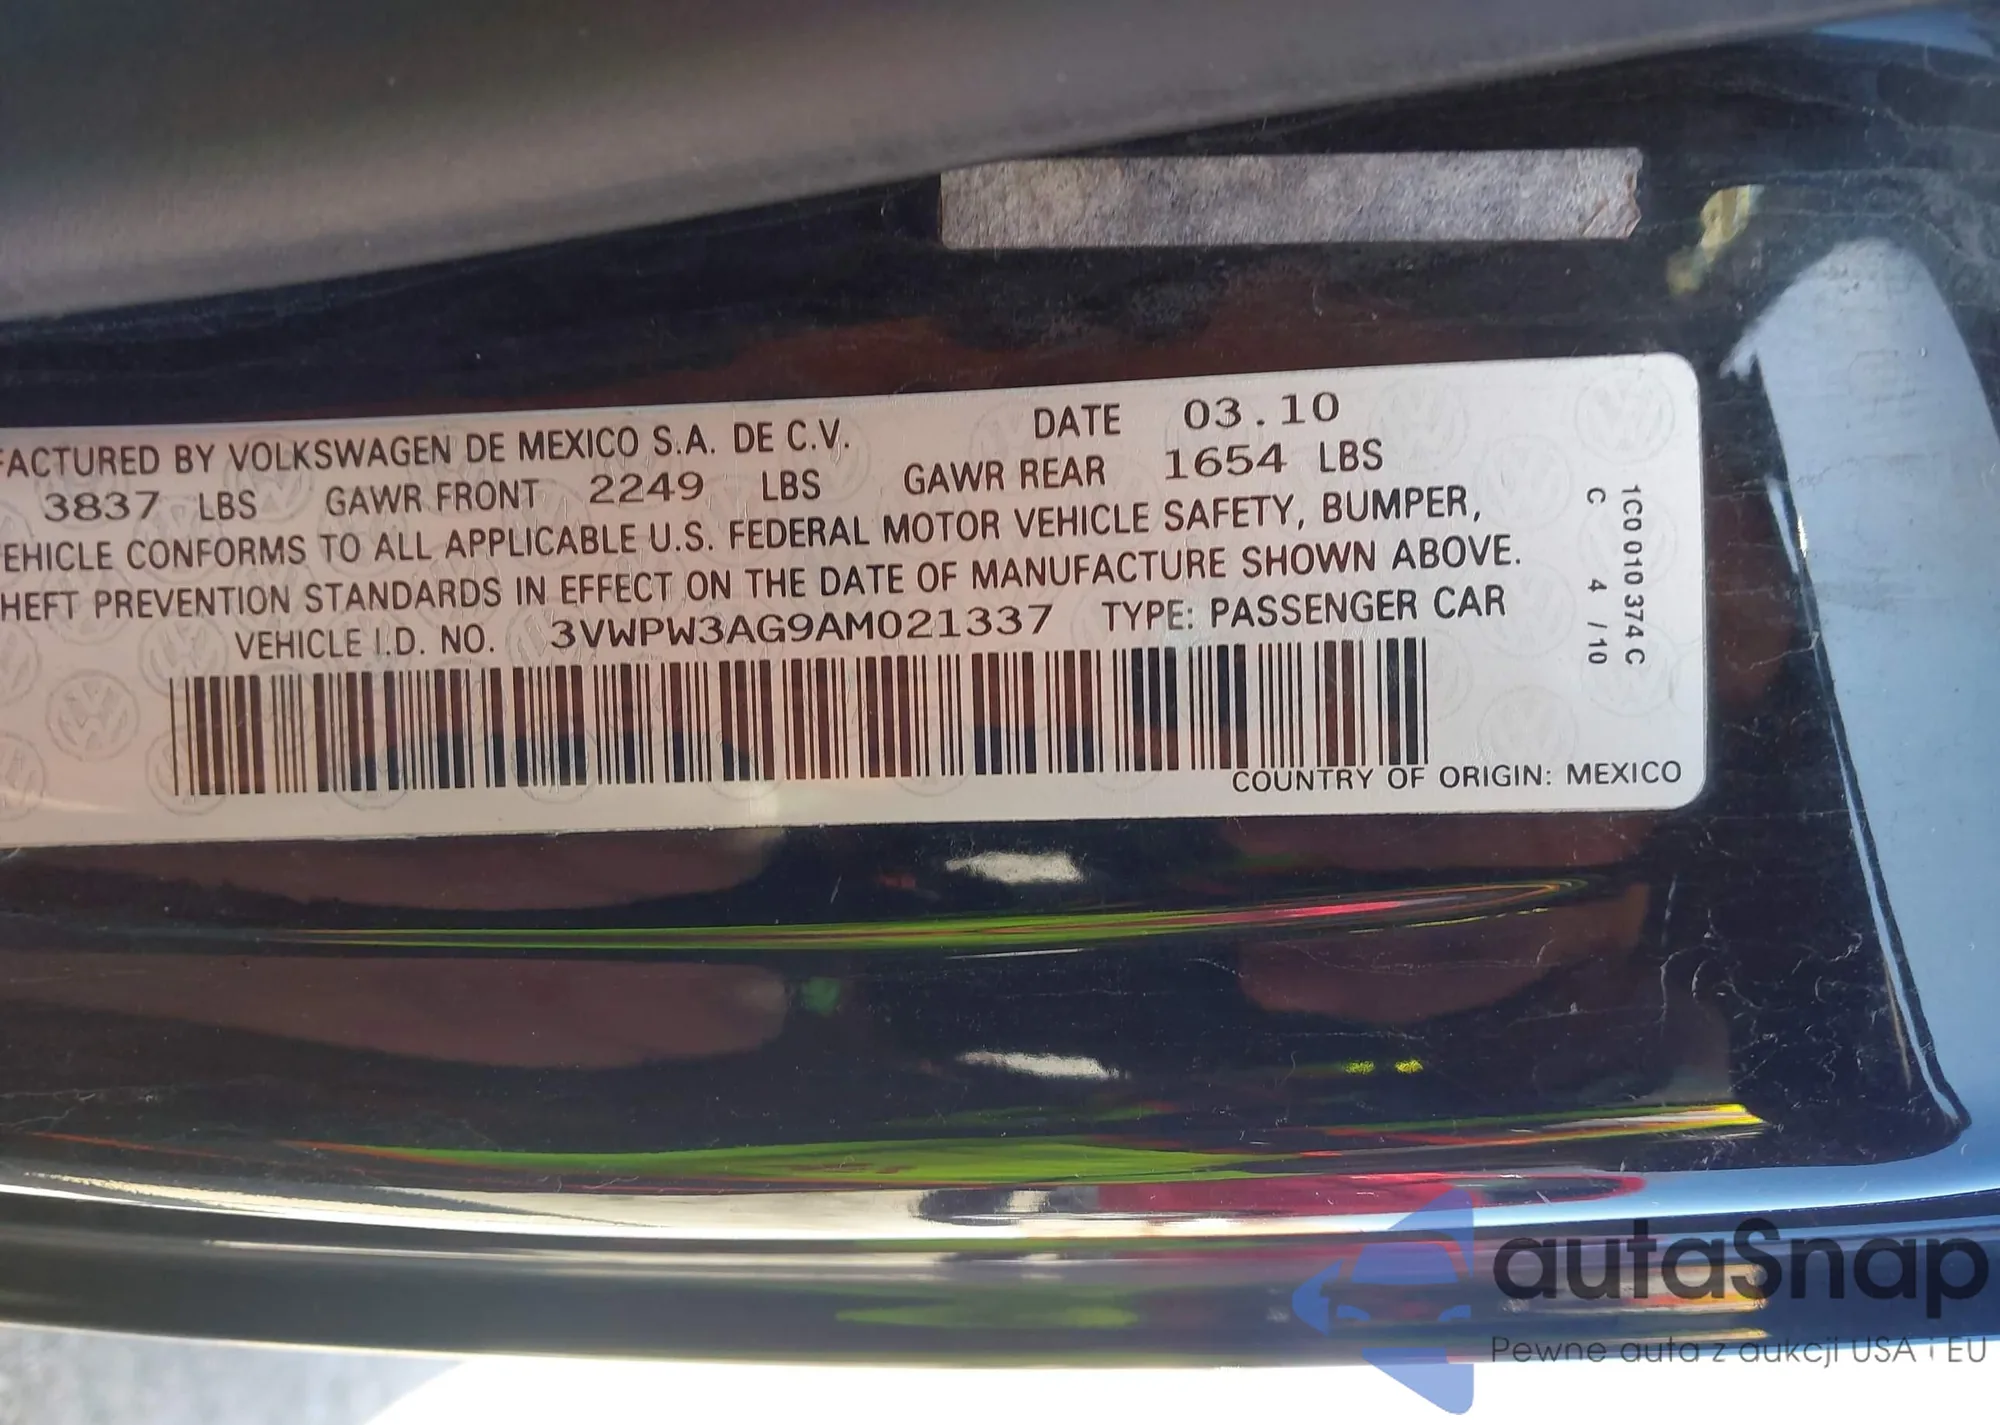 FACTURED BY VOLKSWAGEN DE MEXICO S.A. DE C.V. DATE 03.10
3837 LBS GAWR FRONT 2249 LBS GAWR REAR 1654 LBS
EHICLE CONFORMS TO ALL APPLICABLE U.S. FEDERAL MOTOR VEHICLE SAFETY, BUMPER,
HEFT PREVENTION STANDARDS IN EFFECT ON THE DATE OF MANUFACTURE SHOWN ABOVE.
VEHICLE I.D. NO. 3VWPW3AG9AM021337 TYPE: PASSENGER CAR
COUNTRY OF ORIGIN: MEXICO
1C0 010 374 C
C 4 /10
autaSnap
Pewne auta z aukcji USA i EU